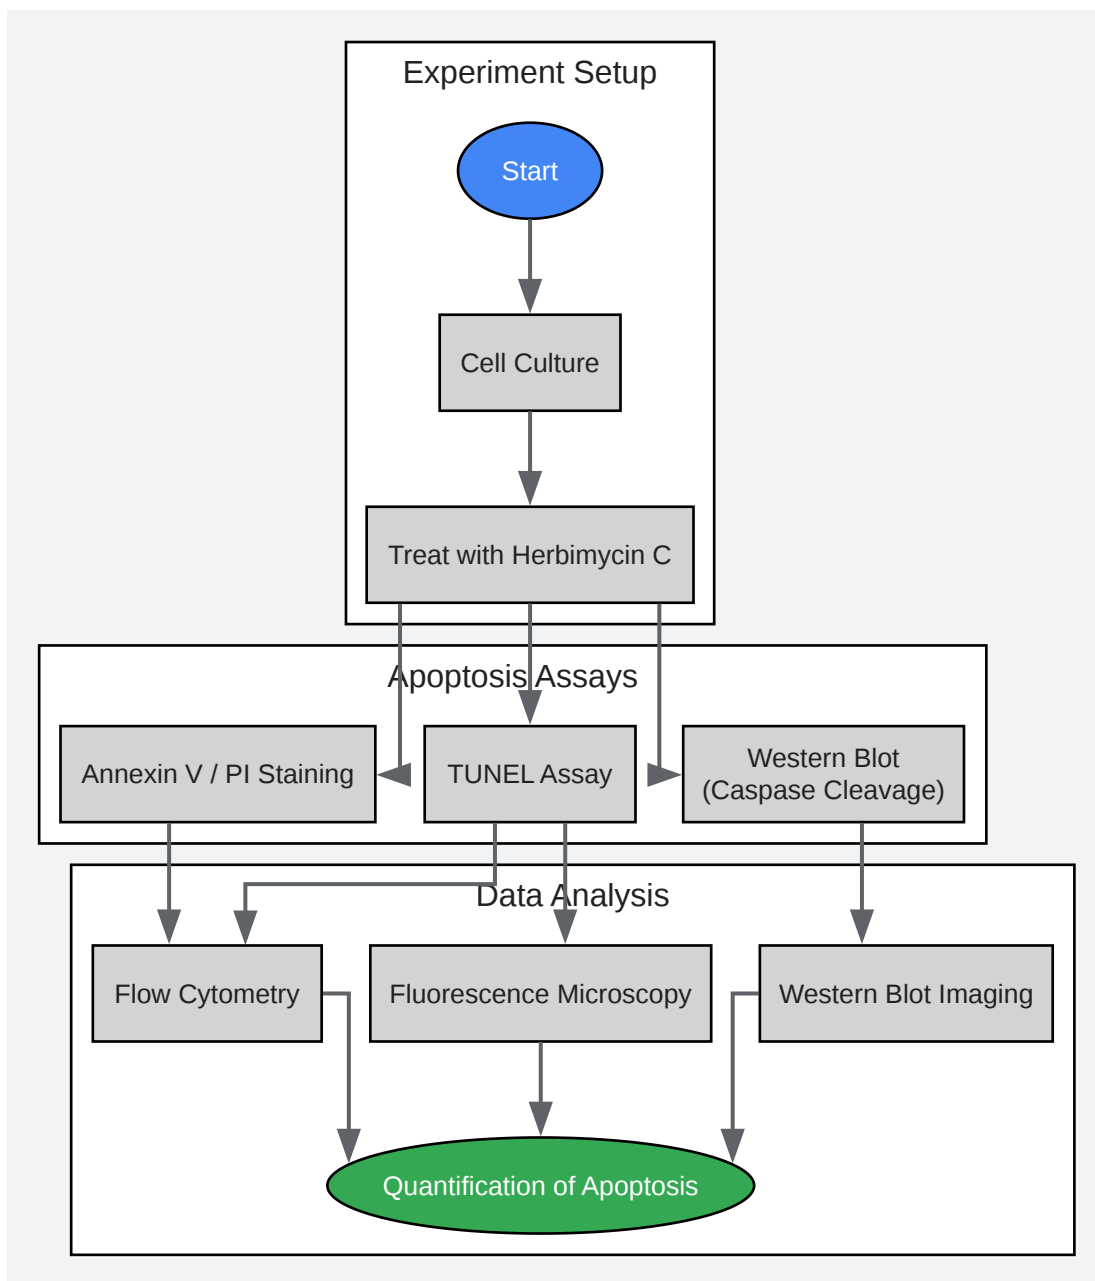 Experiment Setup
Start
Cell Culture
Treat with Herbimycin C
Apoptosis Assays
Annexin V / PI Staining
TUNEL Assay
Western Blot
(Caspase Cleavage)
Data Analysis
Flow Cytometry
Fluorescence Microscopy
Western Blot Imaging
Quantification of Apoptosis